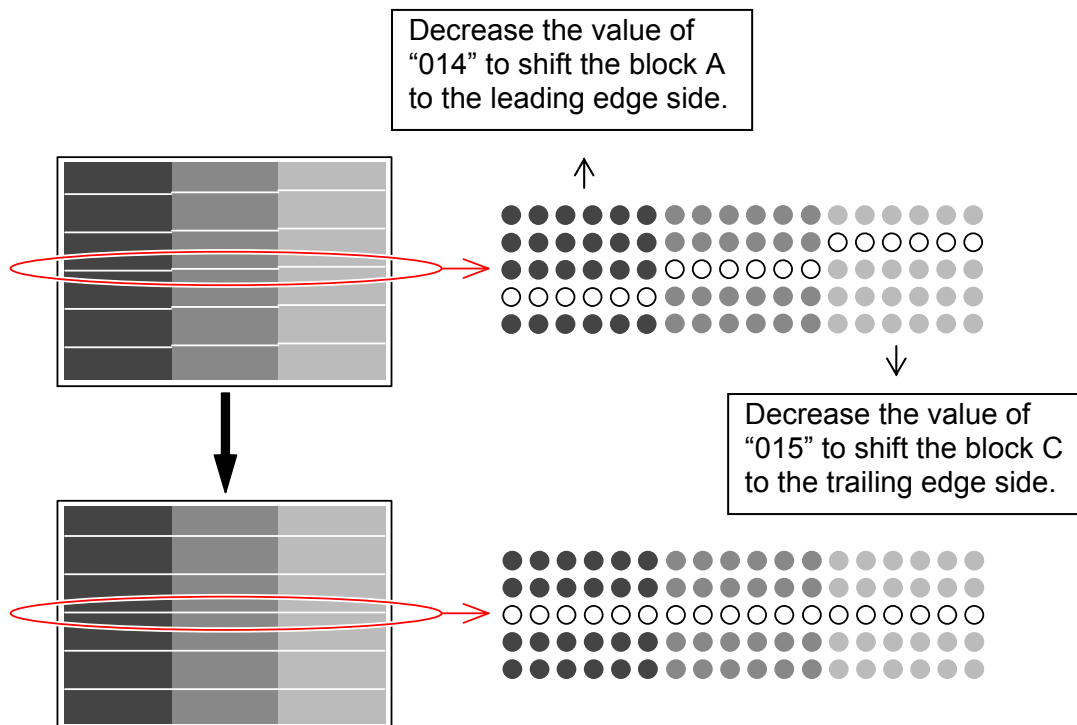 Decrease the value of
“014” to shift the block A
to the leading edge side.
Decrease the value of
“015” to shift the block C
to the trailing edge side.